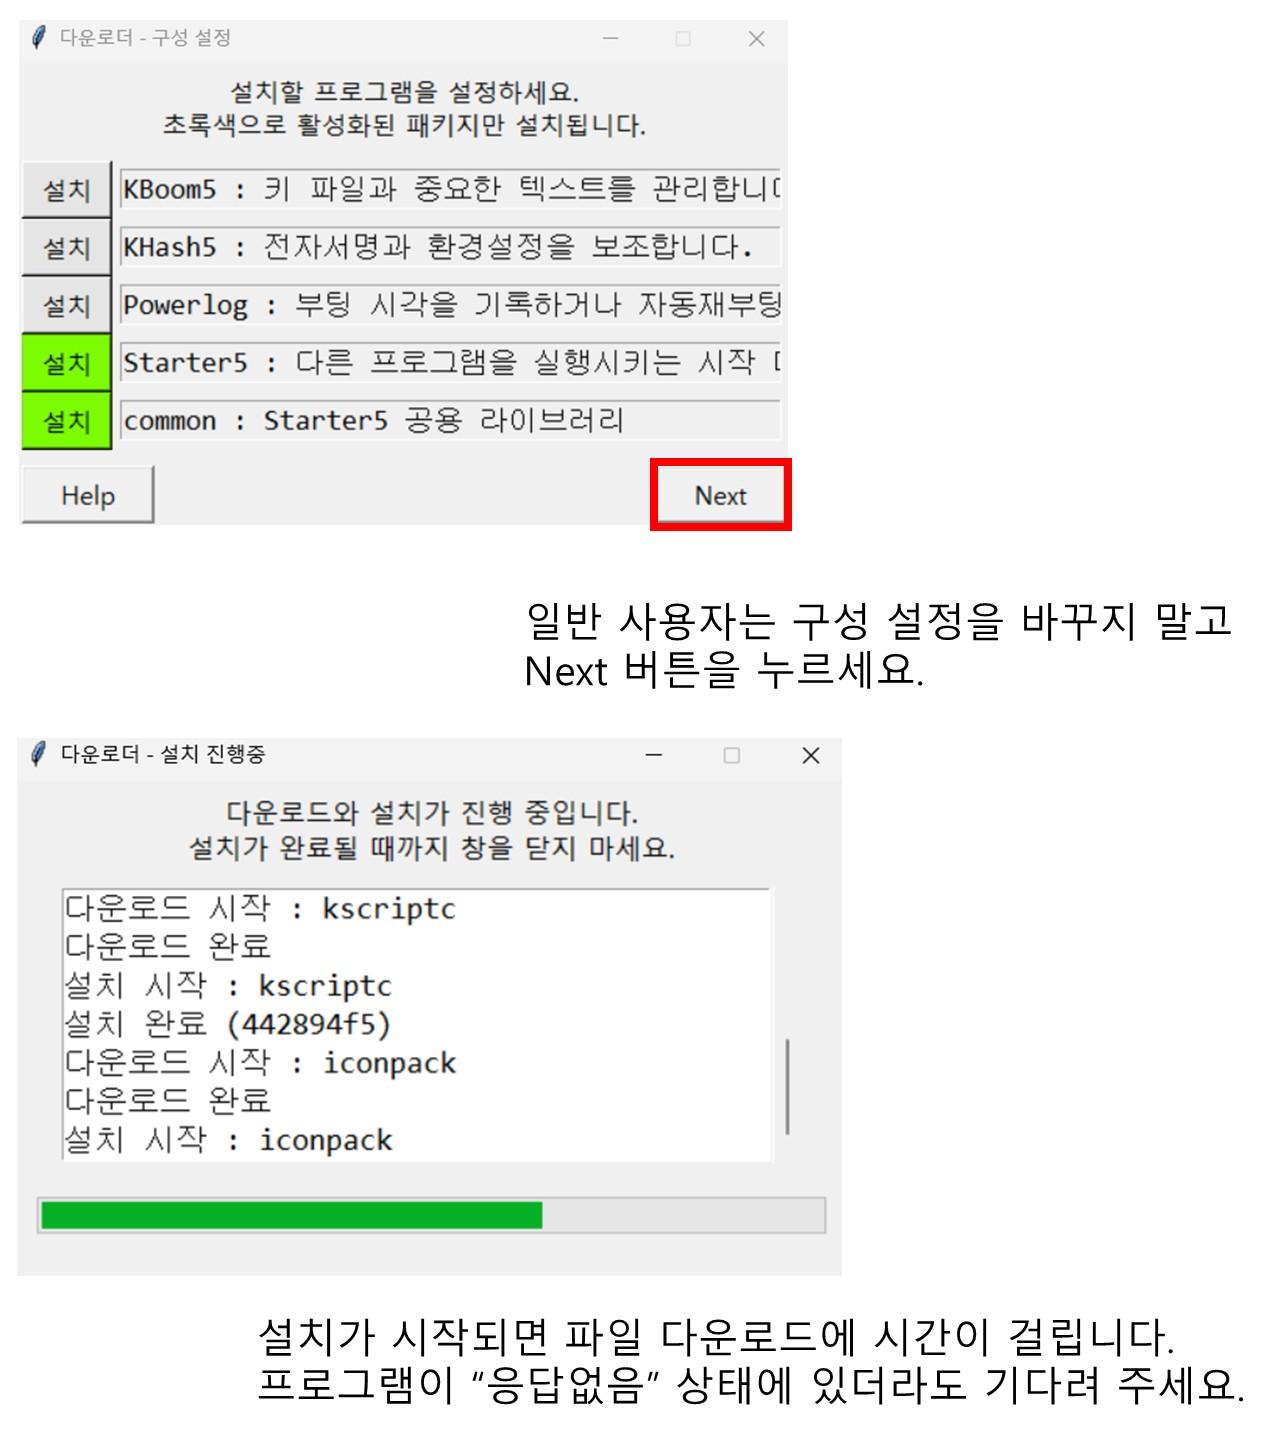 다운로더 - 구성 설정
설치할 프로그램을 설정하세요.
초록색으로 활성화된 패키지만 설치됩니다.
설치 KBoom5 : 키 파일과 중요한 텍스트를 관리합니
설치 KHash5 : 전자서명과 환경설정을 보조합니다.
설치 Powerlog : 부팅 시각을 기록하거나 자동재부팅
설치 Starter5 : 다른 프로그램을 실행시키는 시작
설치 common : Starter5 공용 라이브러리
Help Next
일반 사용자는 구성 설정을 바꾸지 말고
Next 버튼을 누르세요.
다운로더 - 설치 진행중
다운로드와 설치가 진행 중입니다.
설치가 완료될 때까지 창을 닫지 마세요.
다운로드 시작 : kscriptc
다운로드 완료
설치 시작 : kscriptc
설치 완료 (442894f5)
다운로드 시작 : iconpack
다운로드 완료
설치 시작 : iconpack
설치가 시작되면 파일 다운로드에 시간이 걸립니다.
프로그램이 “응답없음” 상태에 있더라도 기다려 주세요.